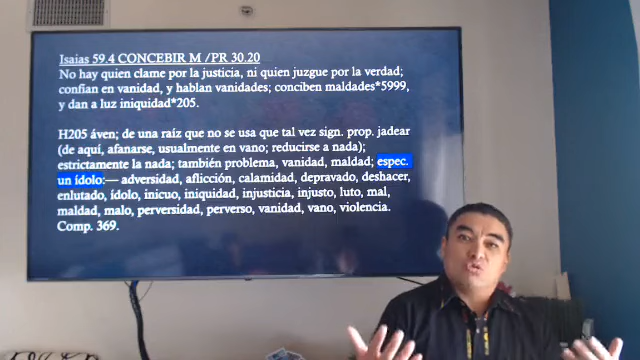 Isaias 59.4 CONCEBIR M /PR 30.20
No hay quien clame por la justicia, ni quien juzgue por la verdad;
confían en vanidad, y hablan vanidades; conciben maldades*5999,
y dan a luz iniquidad*205.
H205 áven; de una raíz que no se usa que tal vez sign. prop. jadear
(de aquí, afanarse, usualmente en vano; reducirse a nada);
estrictamente la nada; también problema, vanidad, maldad; espec.
un ídolo:— adversidad, aflicción, calamidad, depravado, deshacer,
enlutado, ídolo, inicuo, iniquidad, injusticia, injusto, luto, mal,
maldad, malo, perversidad, perverso, vanidad, vano, violencia.
Comp. 369.